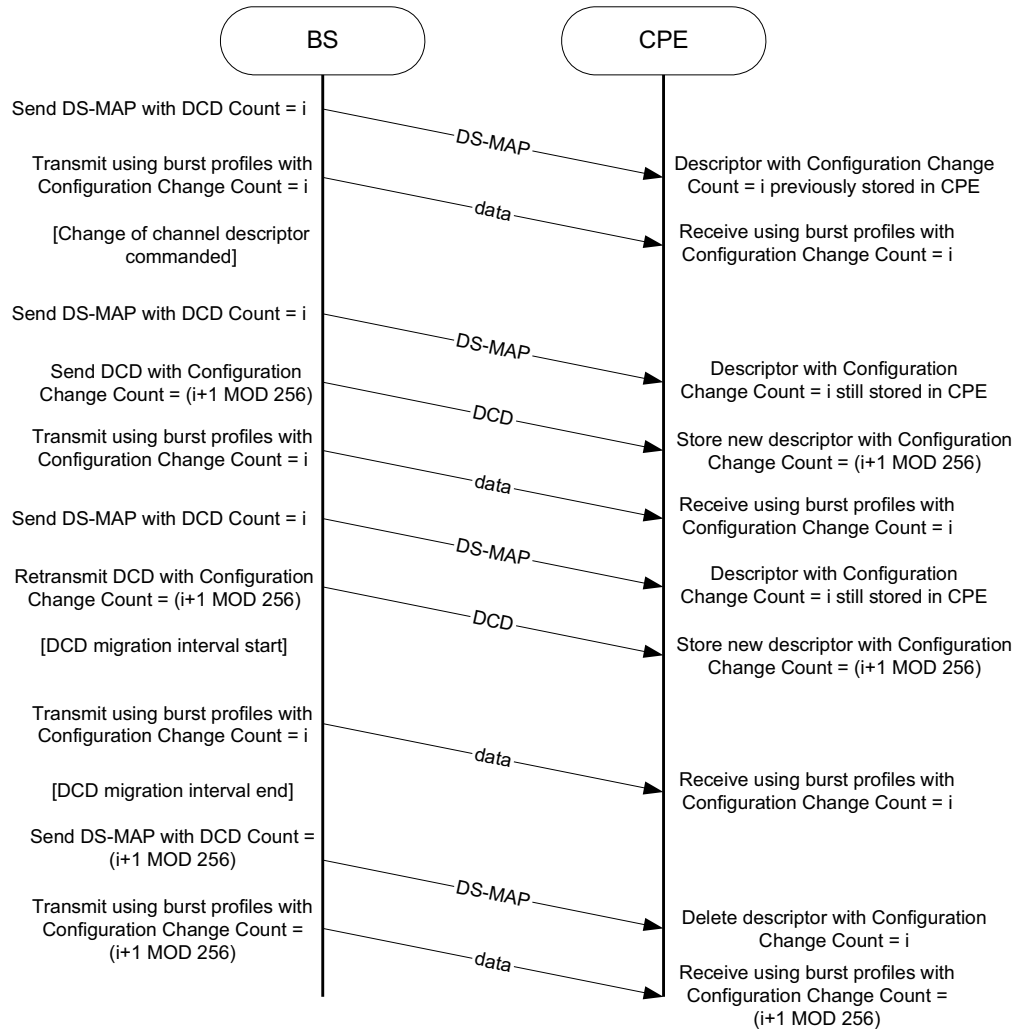 BS
CPE
Send DS-MAP with DCD Count = i
DS-MAP
Transmit using burst profiles with
Configuration Change Count = i
Descriptor with Configuration Change
Count = i previously stored in CPE
data
[Change of channel descriptor
commanded]
Receive using burst profiles with
Configuration Change Count = i
Send DS-MAP with DCD Count = i
DS-MAP
Send DCD with Configuration
Change Count = (i+1 MOD 256)
Descriptor with Configuration
Change Count = i still stored in CPE
DCD
Transmit using burst profiles with
Configuration Change Count = i
Store new descriptor with Configuration
Change Count = (i+1 MOD 256)
data
Send DS-MAP with DCD Count = i
Receive using burst profiles with
Configuration Change Count = i
DS-MAP
Retransmit DCD with Configuration
Change Count = (i+1 MOD 256)
Descriptor with Configuration
Change Count = i still stored in CPE
DCD
[DCD migration interval start]
Store new descriptor with Configuration
Change Count = (i+1 MOD 256)
Transmit using burst profiles with
Configuration Change Count = i
data
[DCD migration interval end]
Receive using burst profiles with
Configuration Change Count = i
Send DS-MAP with DCD Count =
(i+1 MOD 256)
DS-MAP
Transmit using burst profiles with
Configuration Change Count =
(i+1 MOD 256)
Delete descriptor with Configuration
Change Count = i
data
Receive using burst profiles with
Configuration Change Count =
(i+1 MOD 256)